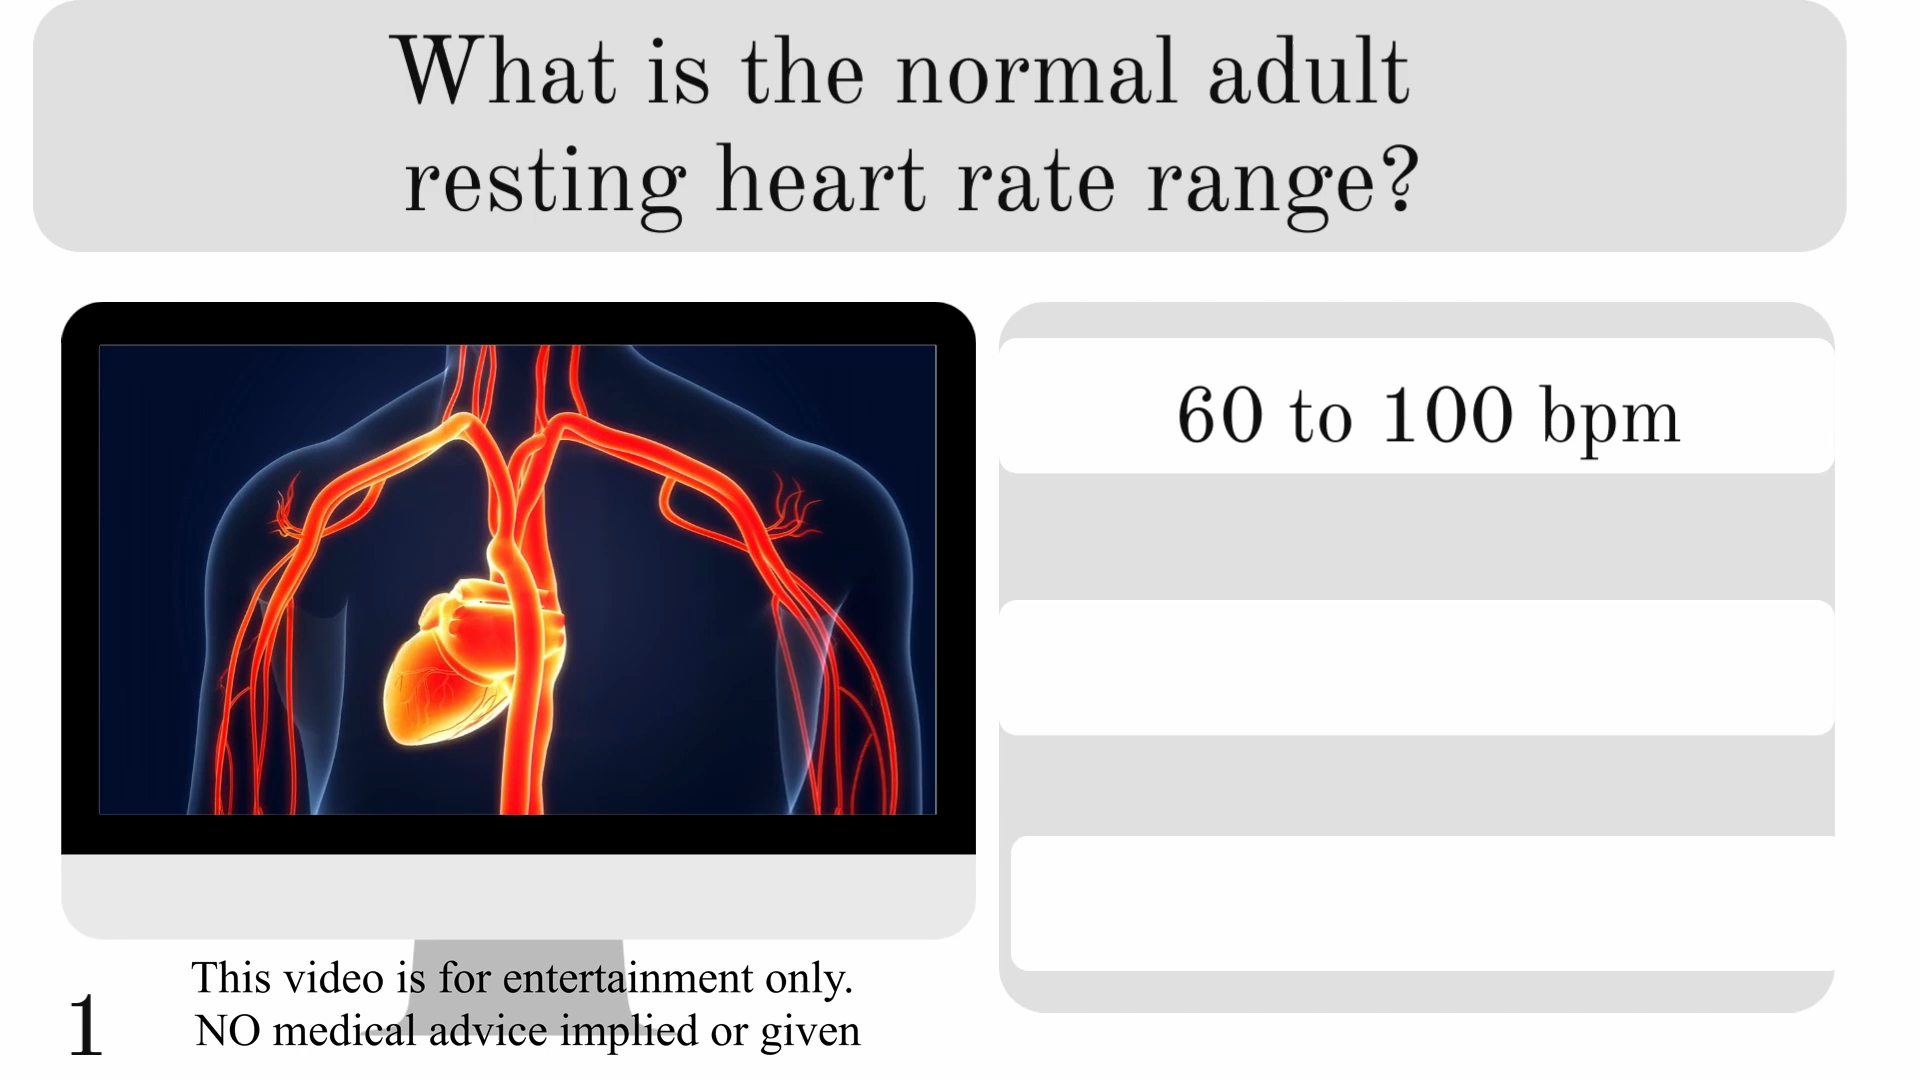 What is the normal adult
resting heart rate range?
60 to 100 bpm
This video is for entertainment only.
NO medical advice implied or given
1